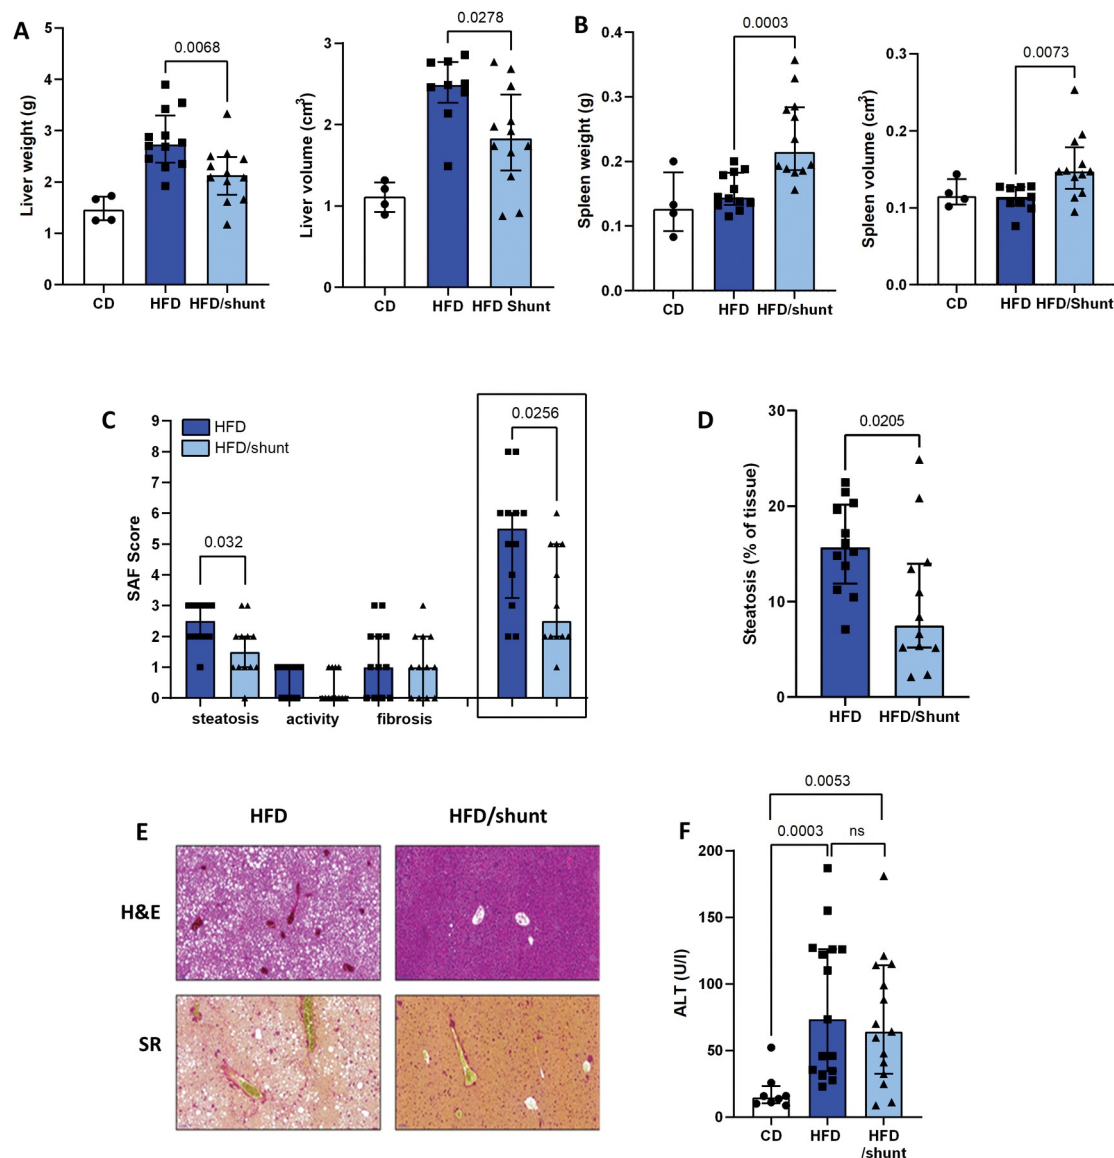 A
Liver weight (g)
5
4
3
2
1
0
0.0068
CD HFD HFD/shunt
Liver volume (cm3)
3
2
1
0
0.0278
CD HFD HFD Shunt
B
Spleen weight (g)
0.4
0.3
0.2
0.1
0.0
0.0003
CD HFD HFD/shunt
Spleen volume (cm3)
0.3
0.2
0.1
0.0
0.0073
CD HFD HFD/Shunt
C
SAF Score
9
8
7
6
5
4
3
2
1
0
HFD
HFD/shunt
0.032
0.0256
steatosis activity fibrosis
D
Steatosis (% of tissue)
30
20
10
0
0.0205
HFD HFD/Shunt
E
HFD HFD/shunt
H&E
SR
F
ALT (U/l)
200
150
100
50
0
0.0053
0.0003 ns
CD HFD HFD
/shunt